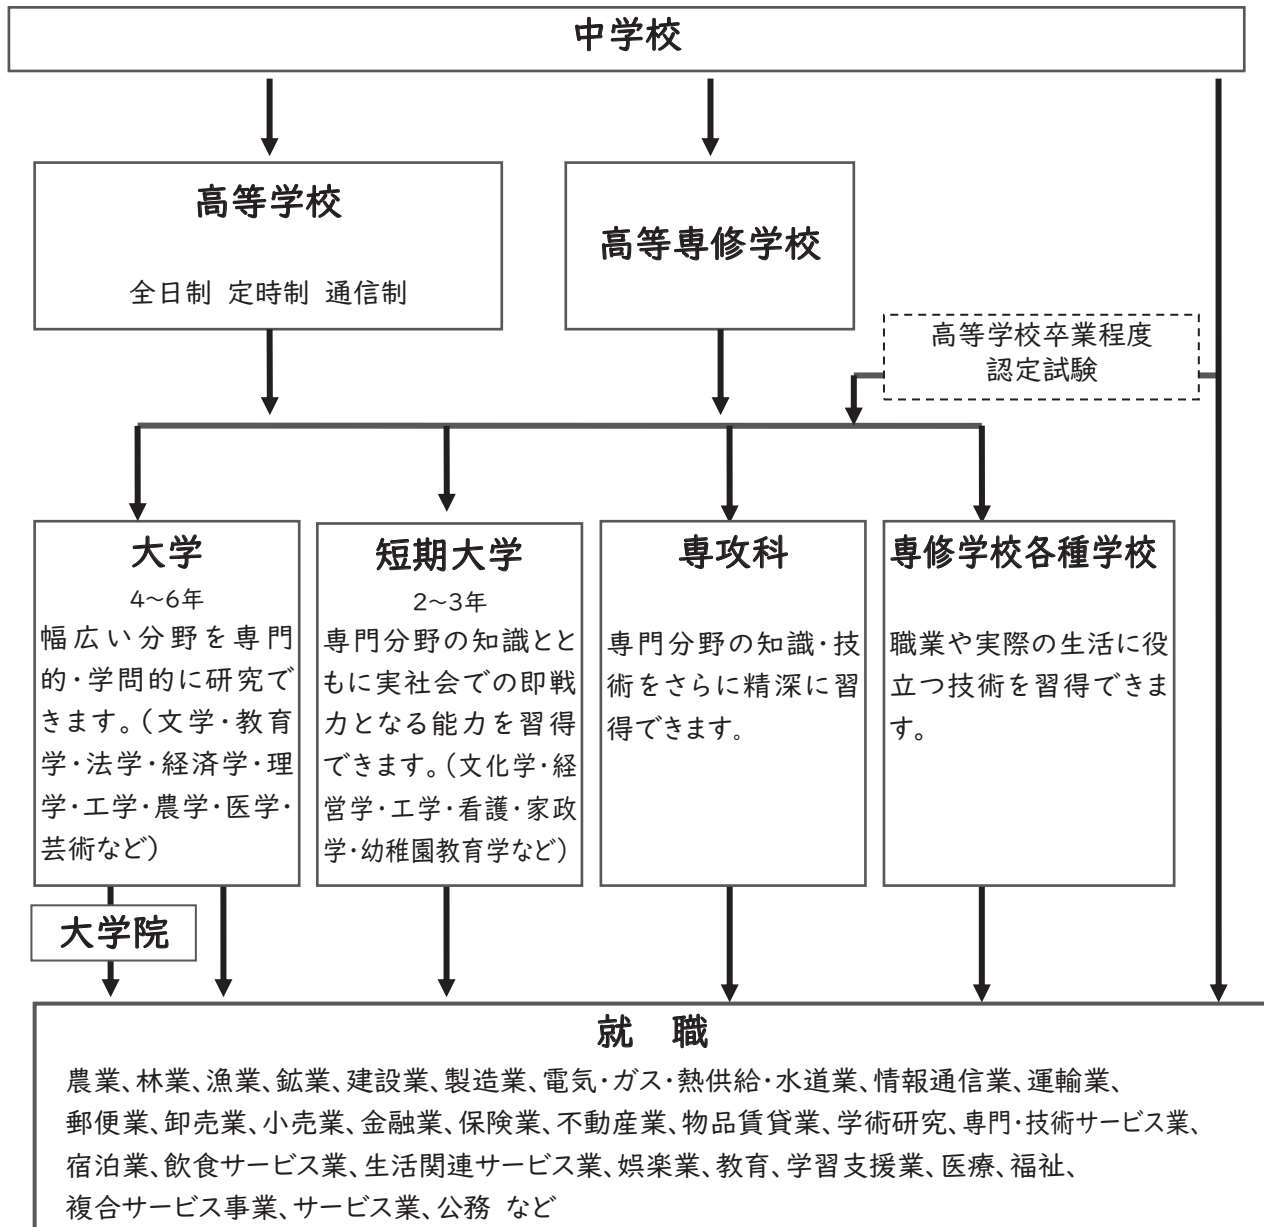 中学校
高等学校
全日制 定時制 通信制
高等専修学校
高等学校卒業程度
認定試験
大学
4～6年
幅広い分野を専門
的・学問的に研究で
きます。（文学・教育
学・法学・経済学・理
学・工学・農学・医学・
芸術など）
短期大学
2～3年
専門分野の知識とと
もに実社会での即戦
力となる能力を習得
できます。（文化学・経
営学・工学・看護・家政
学・幼稚園教育学など）
専攻科
専門分野の知識・技
術をさらに精深に習
得できます。
専修学校各種学校
職業や実際の生活に役
立つ技術を習得できま
す。
大学院
就　職
農業、林業、漁業、鉱業、建設業、製造業、電気・ガス・熱供給・水道業、情報通信業、運輸業、
郵便業、卸売業、小売業、金融業、保険業、不動産業、物品賃貸業、学術研究、専門・技術サービス業、
宿泊業、飲食サービス業、生活関連サービス業、娯楽業、教育、学習支援業、医療、福祉、
複合サービス事業、サービス業、公務 など